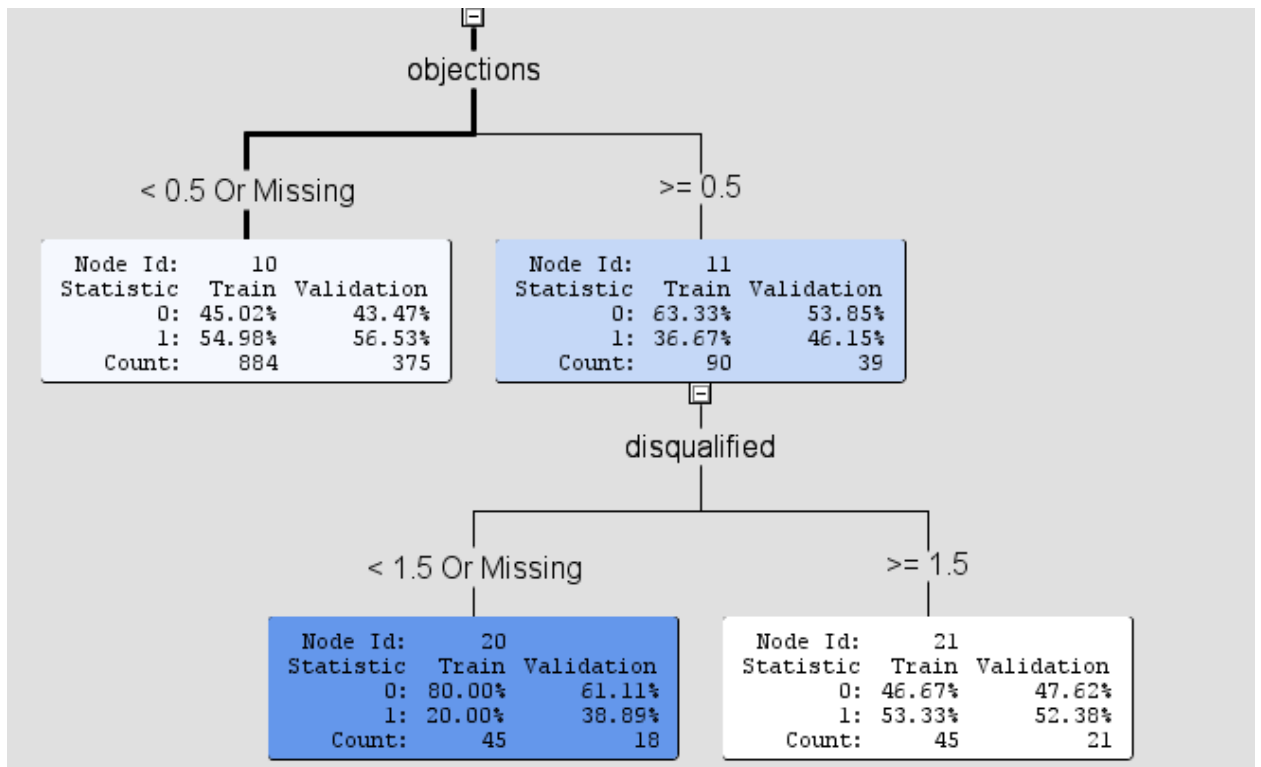 objections
< 0.5 Or Missing
>= 0.5
Node Id: 10
Statistic Train Validation
0: 45.02% 43.47%
1: 54.98% 56.53%
Count: 884 375
Node Id: 11
Statistic Train Validation
0: 63.33% 53.85%
1: 36.67% 46.15%
Count: 90 39
disqualified
< 1.5 Or Missing
>= 1.5
Node Id: 20
Statistic Train Validation
0: 80.00% 61.11%
1: 20.00% 38.89%
Count: 45 18
Node Id: 21
Statistic Train Validation
0: 46.67% 47.62%
1: 53.33% 52.38%
Count: 45 21